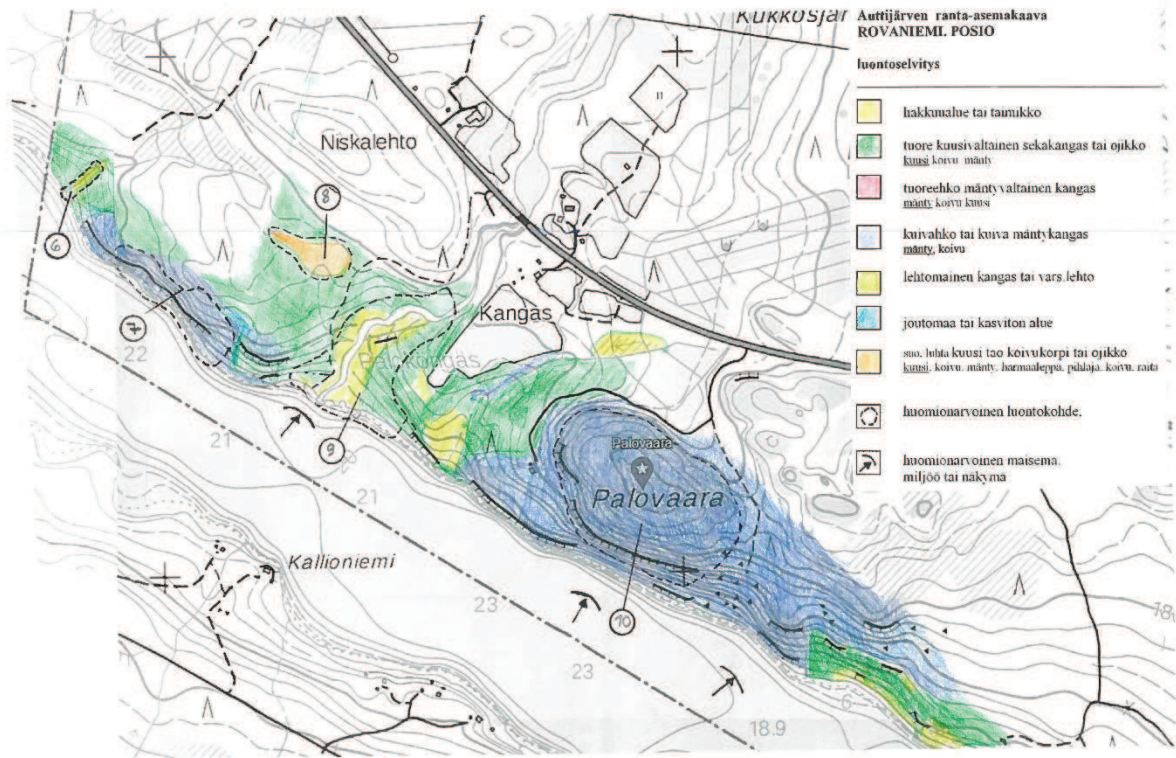 Kukkosjär
Auttijärven ranta-asemakaava
ROVANIEMI. POSIO
luontoselvitys
hakkuualue tai taimikko
tuore kuusivaltainen sekakangas tai ojikko
kuusi koivu mänty
tuoreehko mäntyvaltainen kangas
mänty koivu kuusi
kuivahko tai kuiva mäntykangas
mänty, koivu
lehtomainen kangas tai vars.lehto
joutomaa tai kasviton alue
suo, luhta kuusi tao koivukorpi tai ojikko
kuusi, koivu, mänty, harmaaleppä, pihlaja, koivu, raita
huomionarvoinen luontokohde.
huomionarvoinen maisema.
miljöö tai näkymä
Niskalehto
8
6
7
Kangas
22
21
9
21
Palovaara
Palovaara
Kallioniemi
23
10
23
6
18.9